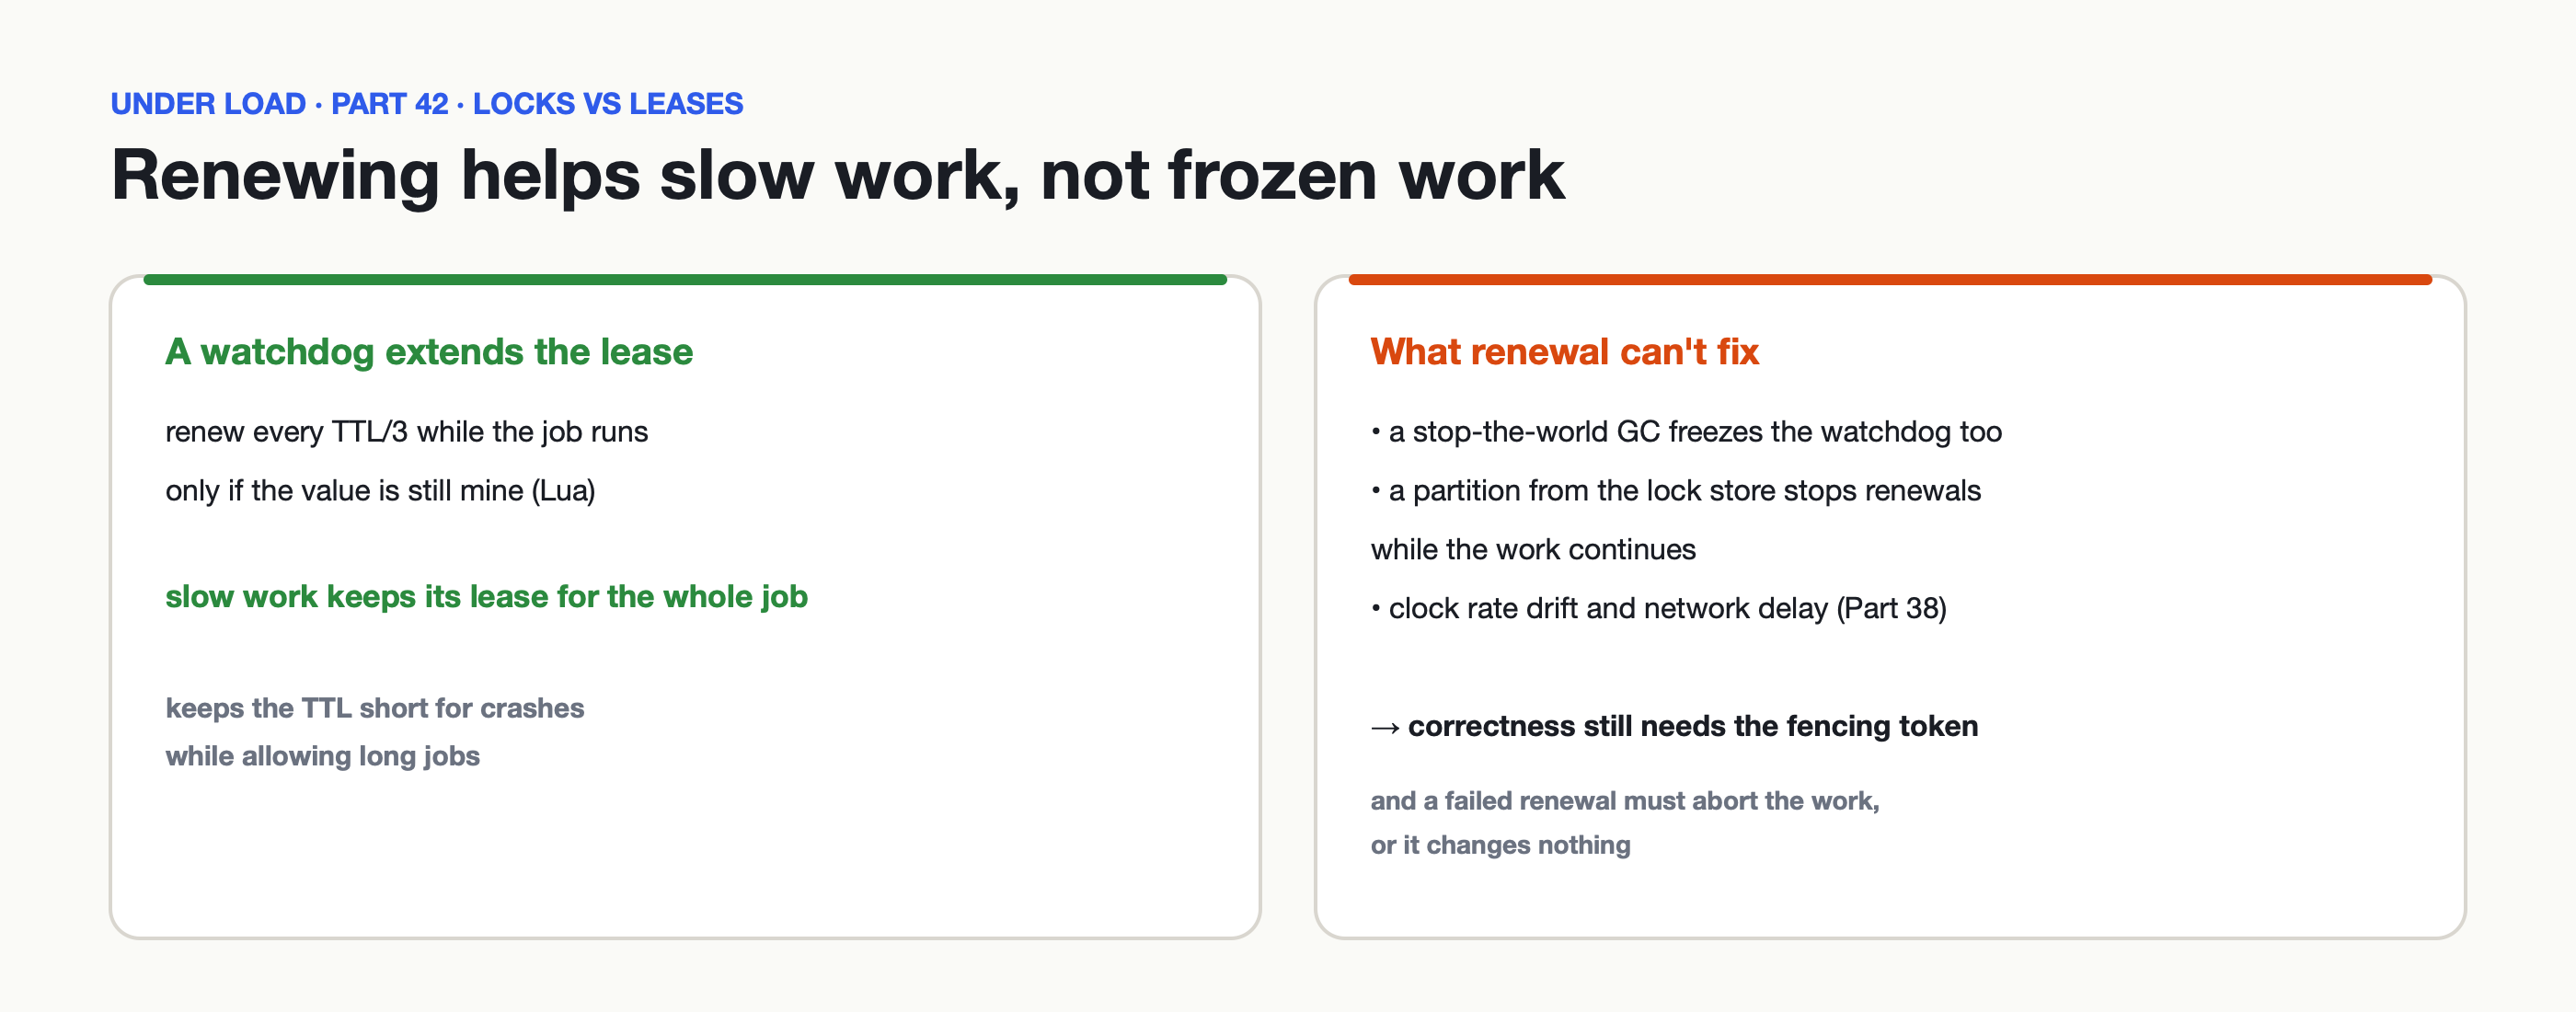 UNDER LOAD · PART 42 · LOCKS VS LEASES
Renewing helps slow work, not frozen work
A watchdog extends the lease
renew every TTL/3 while the job runs
only if the value is still mine (Lua)
slow work keeps its lease for the whole job
keeps the TTL short for crashes
while allowing long jobs
What renewal can't fix
• a stop-the-world GC freezes the watchdog too
• a partition from the lock store stops renewals
while the work continues
• clock rate drift and network delay (Part 38)
→ correctness still needs the fencing token
and a failed renewal must abort the work,
or it changes nothing